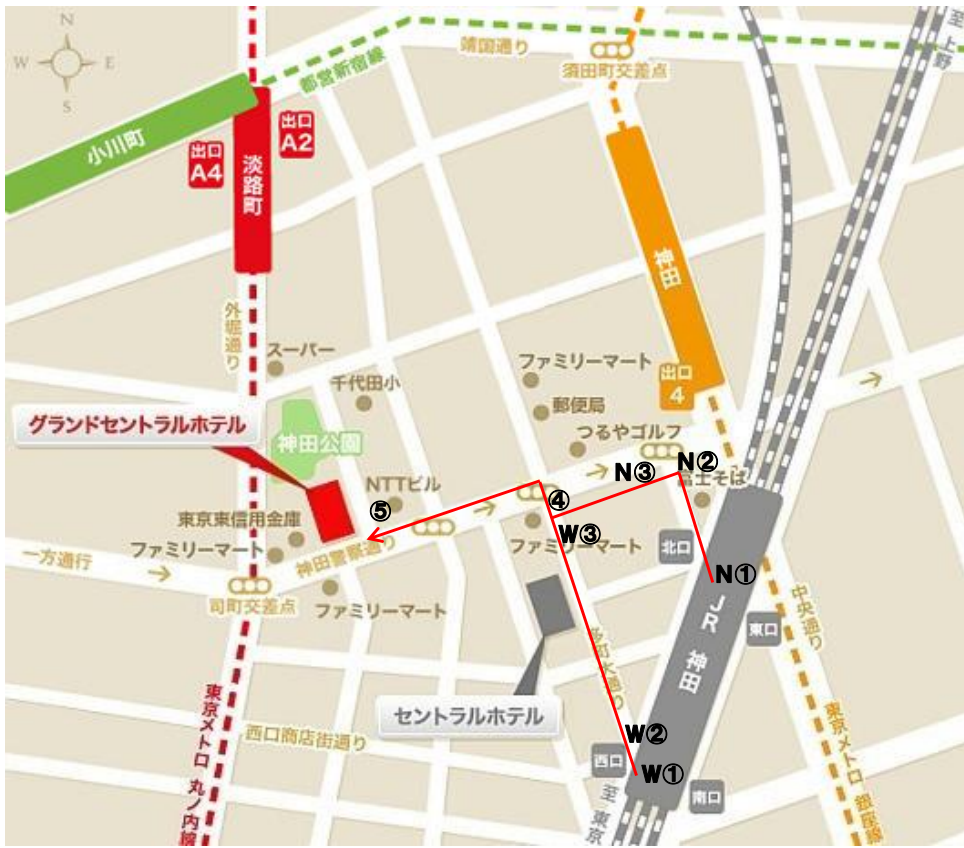 N
W E
S
至
上野
靖国通り
須田町交差点
都営新宿線
小川町
出口
A2
出口
A4
淡路町
神田
外堀通り
スーパー
千代田小
ファミリーマート
郵便局
出口
4
つるやゴルフ
グランドセントラルホテル
神田公園
N③
N②
富士そば
NTTビル
④
⑤
W③
東京東信用金庫
ファミリーマート
ファミリーマート
北口
神田警察通り
一方通行
N①
司町交差点
ファミリーマート
JR 神田
東口
中央通り
多町大通り
セントラルホテル
西口商店街通り
W②
西口
W①
南口
東京メトロ 丸ノ内線
東京メトロ 銀座線
至
東京